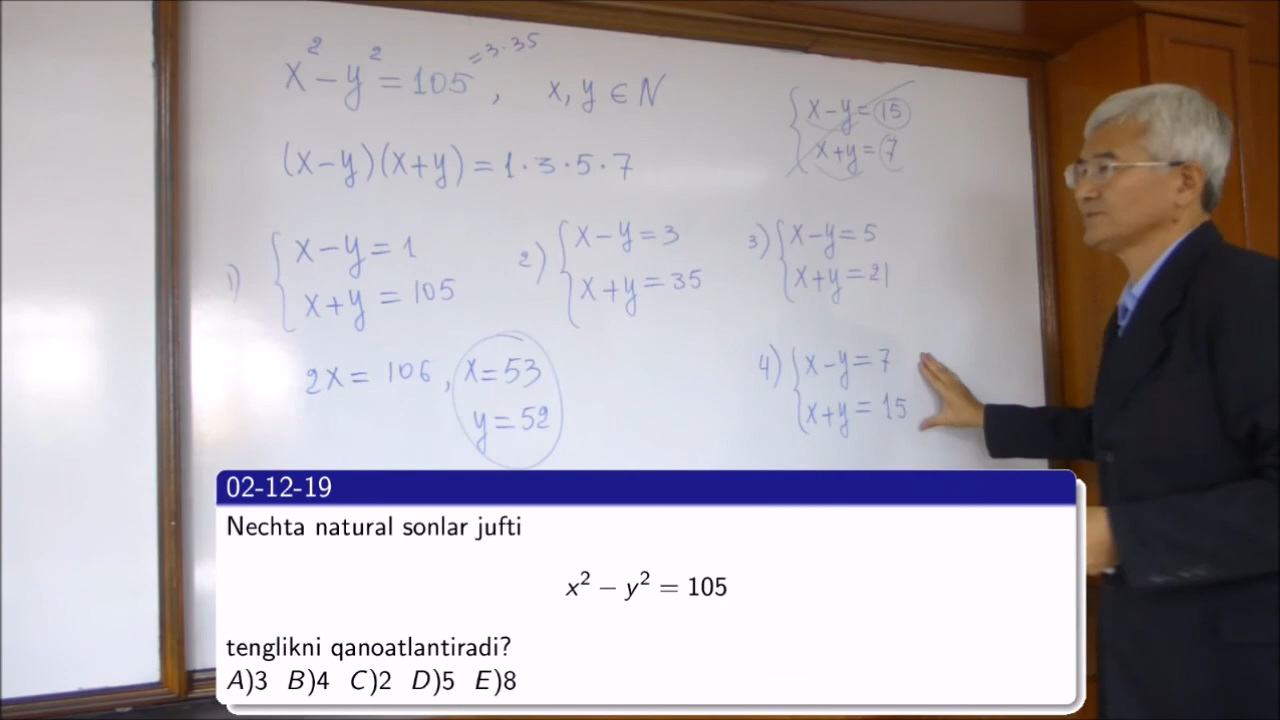 x² - y² = 105 = 3·35, x, y ∈ N
(x-y)(x+y) = 1·3·5·7
{ x-y = 15
x+y = 7
1) { x-y = 1
x+y = 105
2x = 106, x = 53
y = 52
2) { x-y = 3
x+y = 35
3) { x-y = 5
x+y = 21
4) { x-y = 7
x+y = 15
02-12-19
Nechta natural sonlar jufti
x² − y² = 105
tenglikni qanoatlantiradi?
A)3 B)4 C)2 D)5 E)8